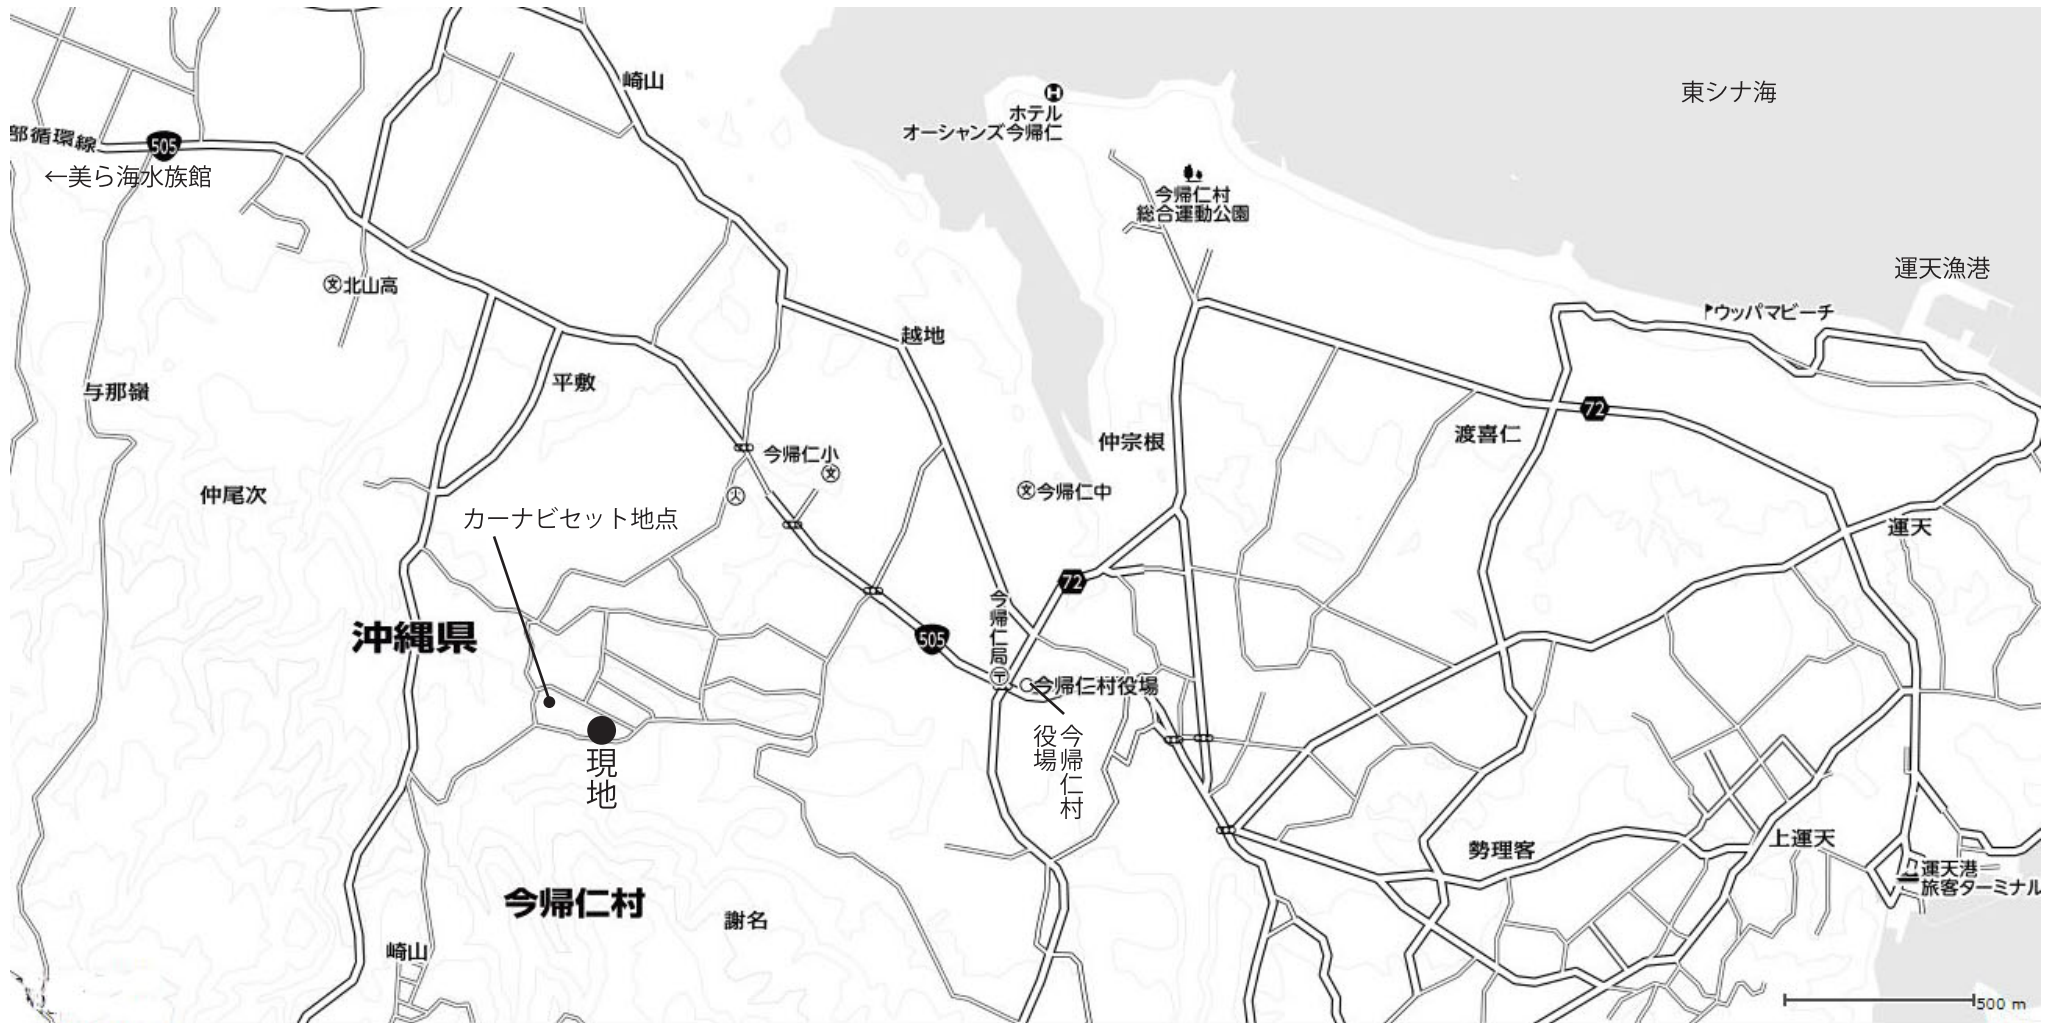 崎山
東シナ海
ホテル
オーシャンズ今帰仁
部循環線
505
←美ら海水族館
今帰仁村
総合運動公園
運天漁港
北山高
ウッパマビーチ
越地
与那嶺
平敷
72
渡喜仁
仲宗根
今帰仁小
仲尾次
今帰仁中
カーナビセット地点
運天
72
今帰仁局
沖縄県
505
今帰仁村役場
今帰仁村
役場
現地
上運天
勢理客
運天港
旅客ターミナル
今帰仁村
謝名
崎山
500 m